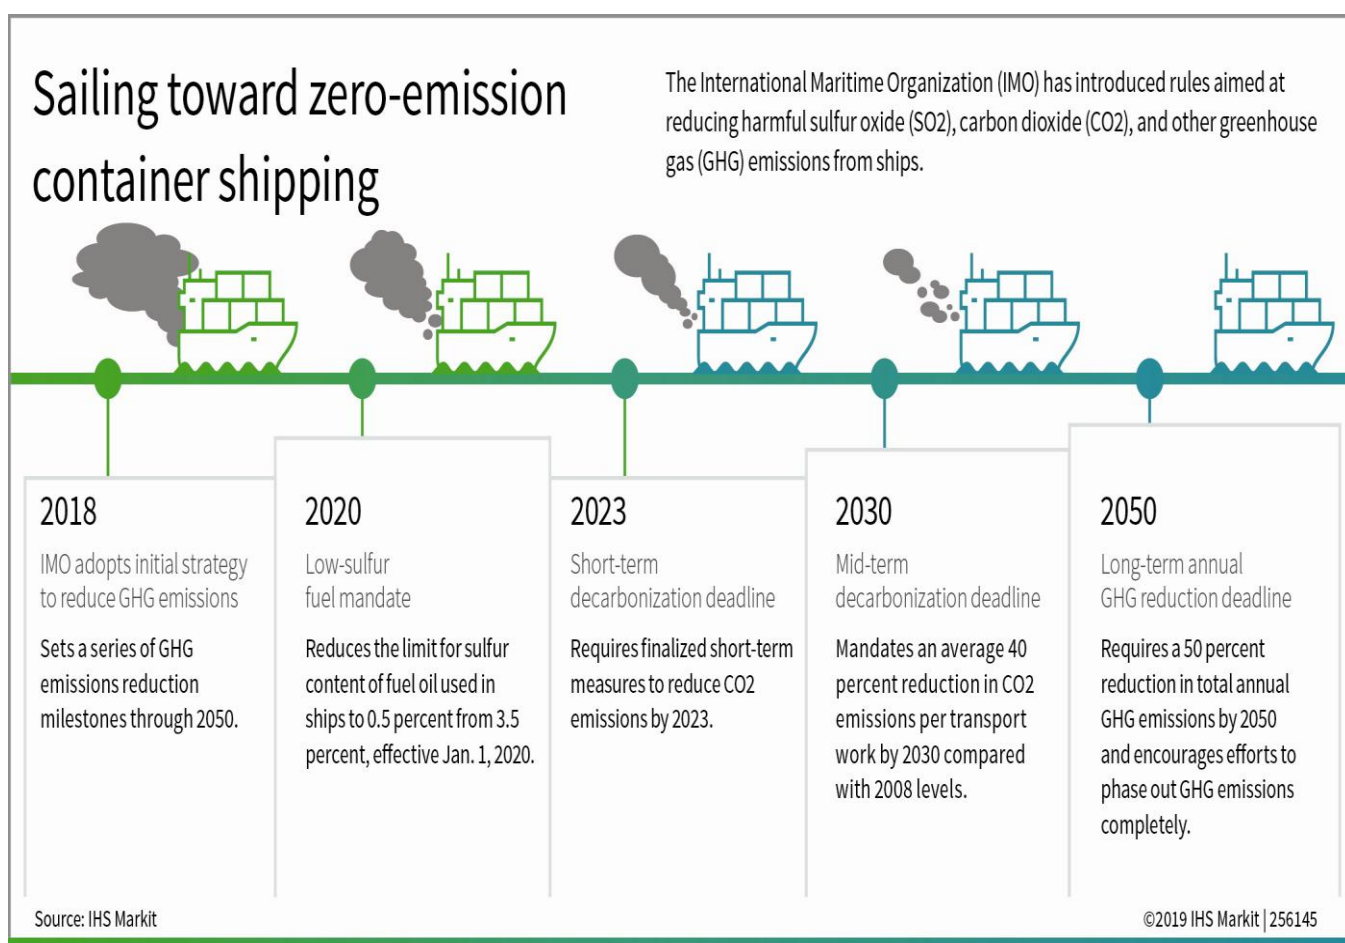 Sailing toward zero-emission
container shipping
The International Maritime Organization (IMO) has introduced rules aimed at
reducing harmful sulfur oxide (SO2), carbon dioxide (CO2), and other greenhouse
gas (GHG) emissions from ships.
2018
IMO adopts initial strategy
to reduce GHG emissions
Sets a series of GHG
emissions reduction
milestones through 2050.
2020
Low-sulfur
fuel mandate
Reduces the limit for sulfur
content of fuel oil used in
ships to 0.5 percent from 3.5
percent, effective Jan. 1, 2020.
2023
Short-term
decarbonization deadline
Requires finalized short-term
measures to reduce CO2
emissions by 2023.
2030
Mid-term
decarbonization deadline
Mandates an average 40
percent reduction in CO2
emissions per transport
work by 2030 compared
with 2008 levels.
2050
Long-term annual
GHG reduction deadline
Requires a 50 percent
reduction in total annual
GHG emissions by 2050
and encourages efforts to
phase out GHG emissions
completely.
Source: IHS Markit
©2019 IHS Markit | 256145